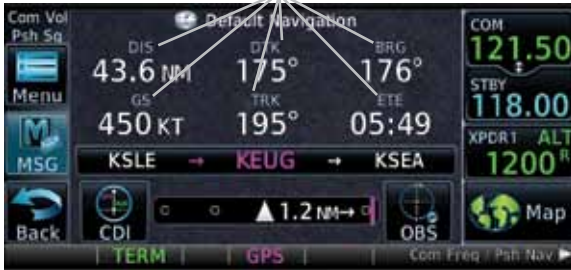 Com Vol
Psh Sq
Default Navigation
DIS DTK BRG
43.6 NM 175° 176°
GS TRK ETE
450 KT 195° 05:49
KSLE → KEUG → KSEA
1.2 NM→
Menu
MSG
Back
CDI
OBS
TERM GPS
Com Freq / Psh Nav
COM
121.50
STBY
118.00
XPDR1 ALT
1200 R
Map